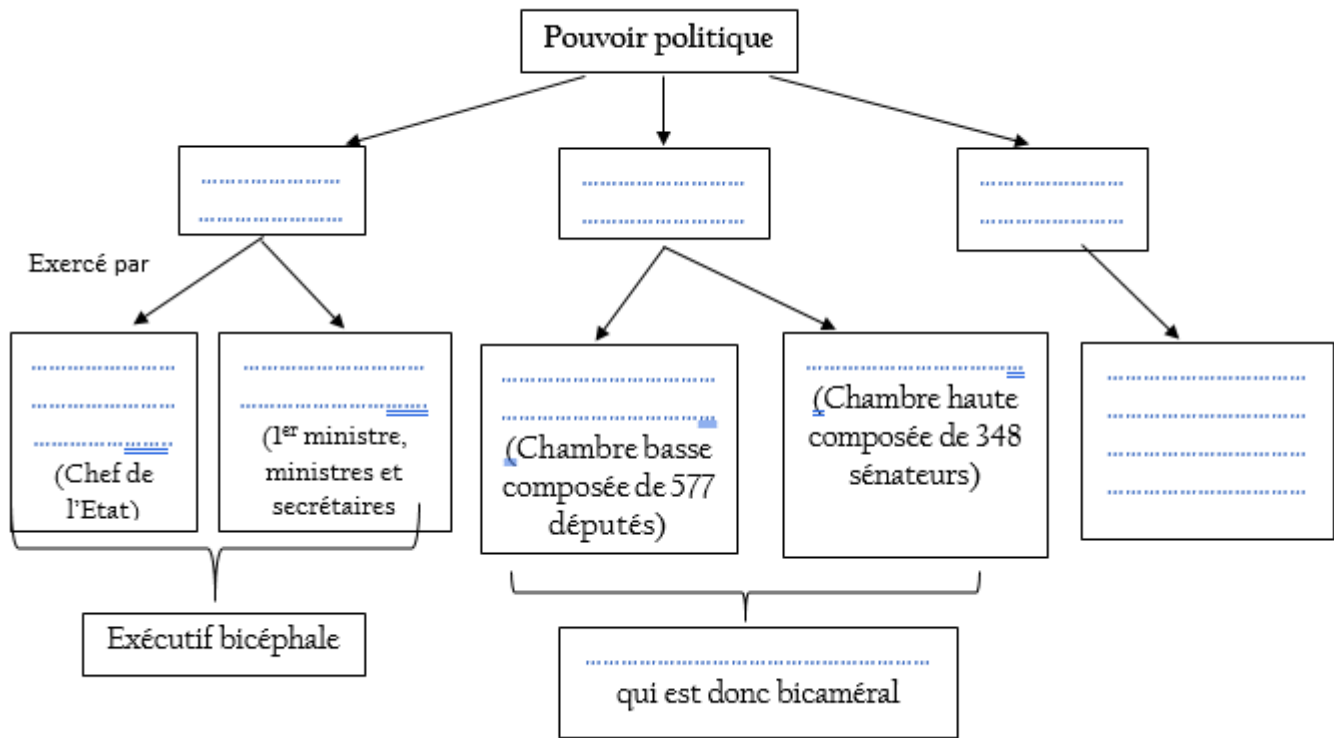 Pouvoir politique
Exercé par
(Chef de
l'Etat)
(1er ministre,
ministres et
secrétaires
(Chambre basse
composée de 577
députés)
(Chambre haute
composée de 348
sénateurs)
Exécutif bicéphale
qui est donc bicaméral